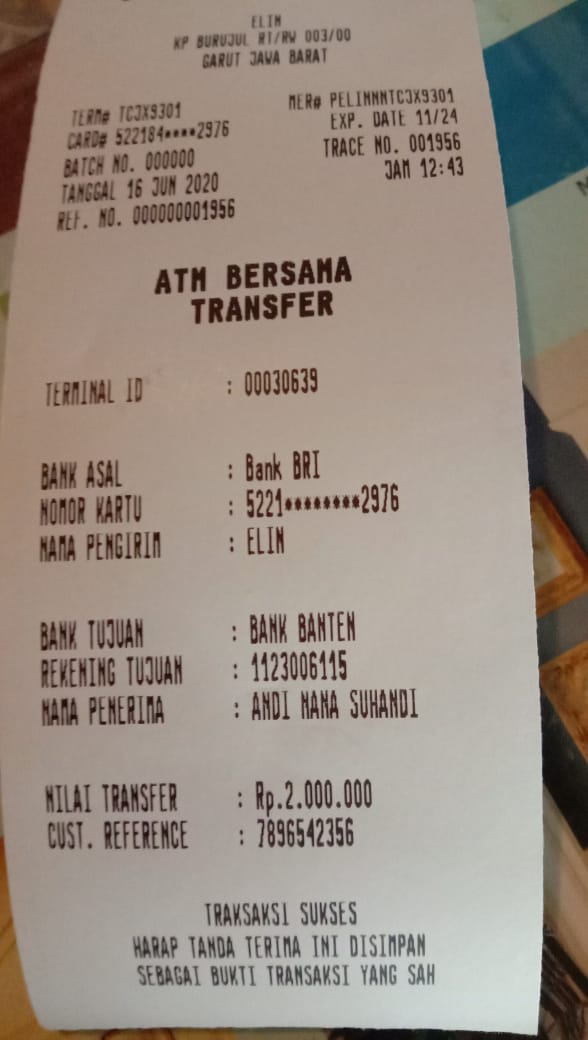 ELIN
KP BURUJUL RT/RW 003/00
GARUT JAWA BARAT
TERM# TCJX9301 MER# PELINNNTCJX9301
CARD# 522184****2976 EXP. DATE 11/24
BATCH NO. 000000 TRACE NO. 001956
TANGGAL 16 JUN 2020 JAM 12:43
REF. NO. 000000001956
ATM BERSAMA
TRANSFER
TERMINAL ID : 00030639
BANK ASAL : Bank BRI
NOMOR KARTU : 5221********2976
NAMA PENGIRIM : ELIN
BANK TUJUAN : BANK BANTEN
REKENING TUJUAN : 1123006115
NAMA PENERIMA : ANDI NANA SUHANDI
NILAI TRANSFER : Rp.2.000.000
CUST. REFERENCE : 7896542356
TRAKSAKSI SUKSES
HARAP TANDA TERIMA INI DISIMPAN
SEBAGAI BUKTI TRANSAKSI YANG SAH